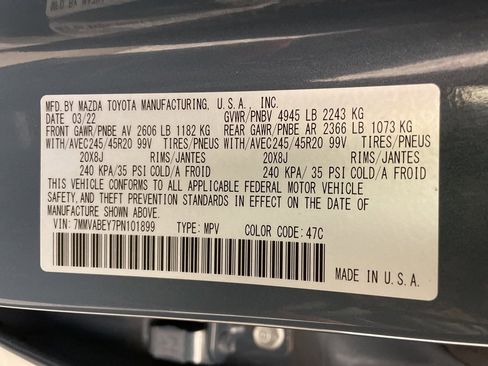 MFD.BY MAZDA TOYOTA MANUFACTURING, U.S.A., INC.
DATE 03/22 GVWR/PNBV 4945 LB 2243 KG
FRONT GAWR/PNBE AV 2606 LB 1182 KG REAR GAWR/PNBE AR 2366 LB 1073 KG
WITH/AVEC245/45R20 99V TIRES/PNEUS WITH/AVEC245/45R20 99V TIRES/PNEUS
20X8J RIMS/JANTES 20X8J RIMS/JANTES
240 KPA/35 PSI COLD/A FROID 240 KPA/ 35 PSI COLD/A FROID
THIS VEHICLE CONFORMS TO ALL APPLICABLE FEDERAL MOTOR VEHICLE
SAFETY, AND THEFT PREVENTION STANDARDS IN EFFECT ON THE DATE OF
MANUFACTURE SHOWN ABOVE.
VIN: 7MMVABEY7PN101899 TYPE: MPV COLOR CODE: 47C
MADE IN U.S.A.